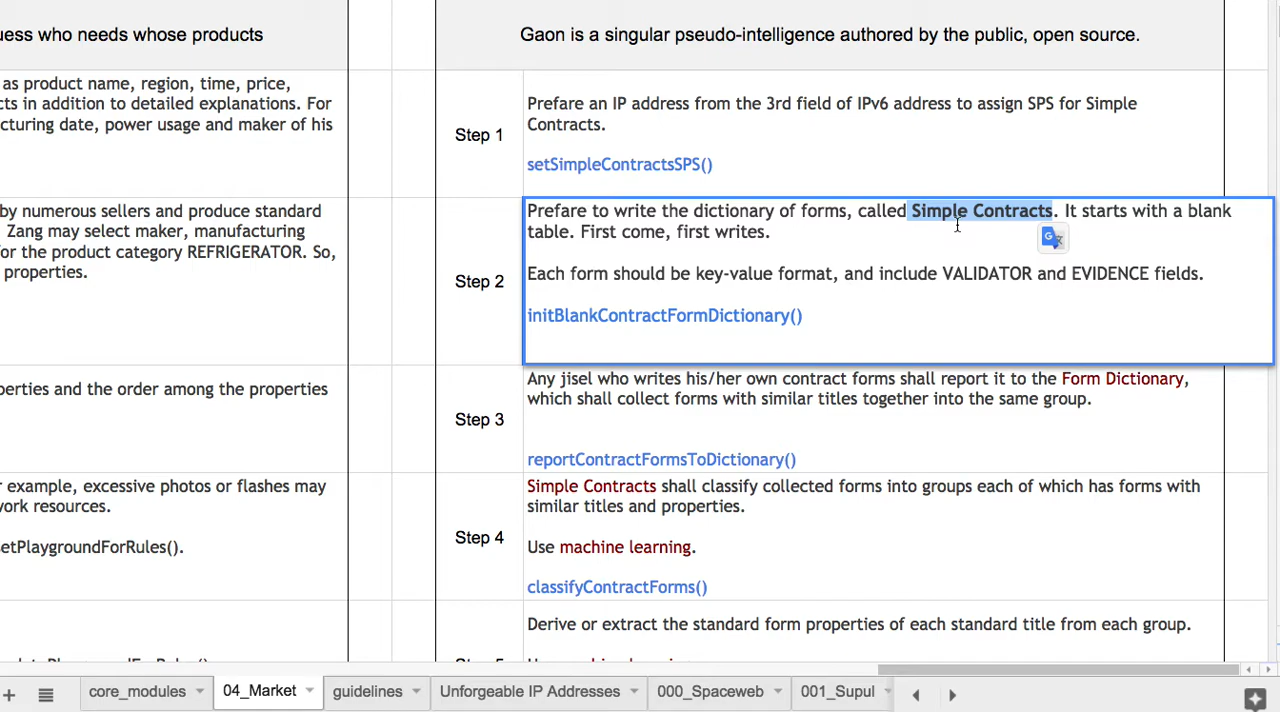 uess who needs whose products
Gaon is a singular pseudo-intelligence authored by the public, open source.
as product name, region, time, price,
cts in addition to detailed explanations. For
cturing date, power usage and maker of his
Step 1
Prefare an IP address from the 3rd field of IPv6 address to assign SPS for Simple
Contracts.
setSimpleContractsSPS()
by numerous sellers and produce standard
Zang may select maker, manufacturing
for the product category REFRIGERATOR. So,
properties.
Step 2
Prefare to write the dictionary of forms, called Simple Contracts. It starts with a blank
table. First come, first writes.
Each form should be key-value format, and include VALIDATOR and EVIDENCE fields.
initBlankContractFormDictionary()
perties and the order among the properties
Step 3
Any jisel who writes his/her own contract forms shall report it to the Form Dictionary,
which shall collect forms with similar titles together into the same group.
reportContractFormsToDictionary()
r example, excessive photos or flashes may
work resources.
setPlaygroundForRules().
Step 4
Simple Contracts shall classify collected forms into groups each of which has forms with
similar titles and properties.
Use machine learning.
classifyContractForms()
Derive or extract the standard form properties of each standard title from each group.
core_modules
04_Market
guidelines
Unforgeable IP Addresses
000_Spaceweb
001_Supul